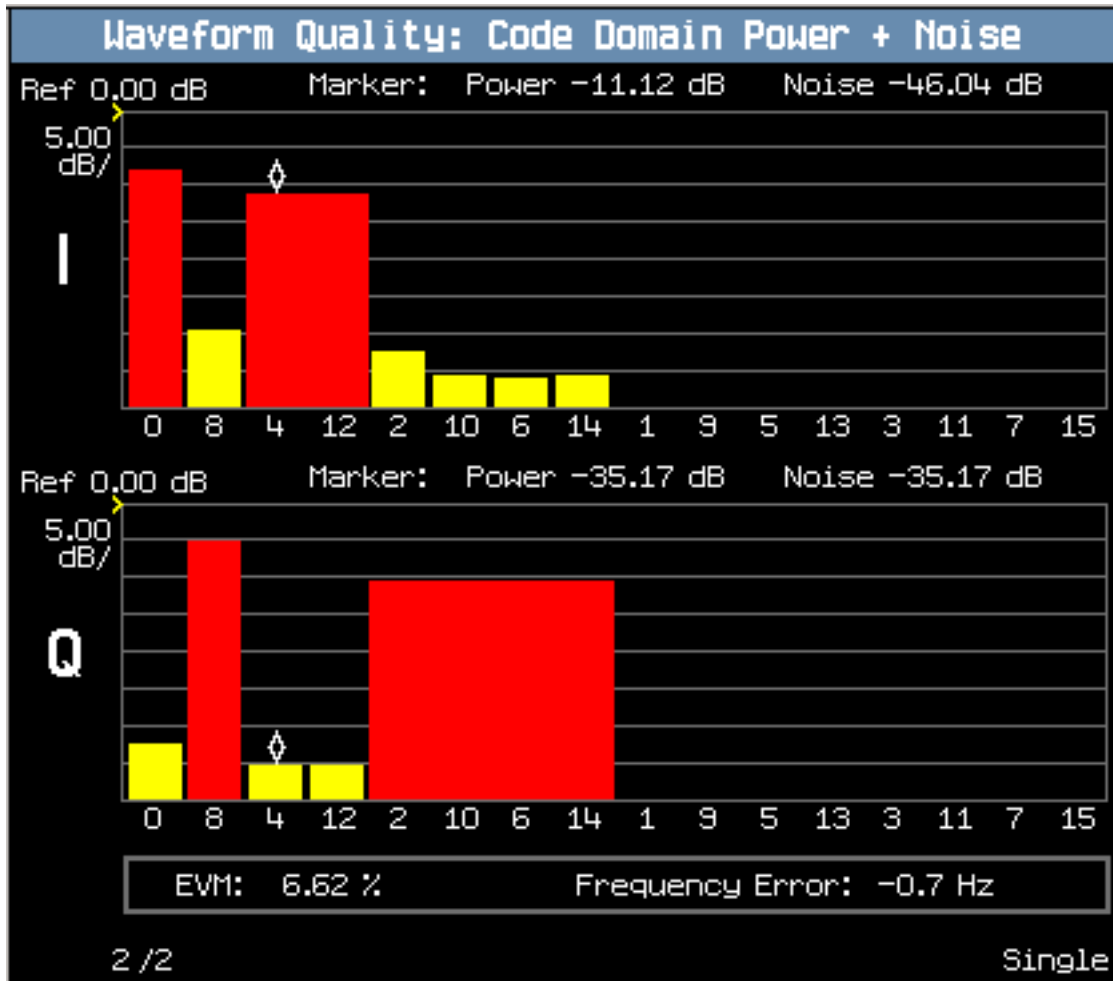 Waveform Quality: Code Domain Power + Noise
Ref 0.00 dB Marker: Power -11.12 dB Noise -46.04 dB
5.00
dB/
I
0 8 4 12 2 10 6 14 1 9 5 13 3 11 7 15
Ref 0.00 dB Marker: Power -35.17 dB Noise -35.17 dB
5.00
dB/
Q
0 8 4 12 2 10 6 14 1 9 5 13 3 11 7 15
EVM: 6.62 % Frequency Error: -0.7 Hz
2 /2 Single